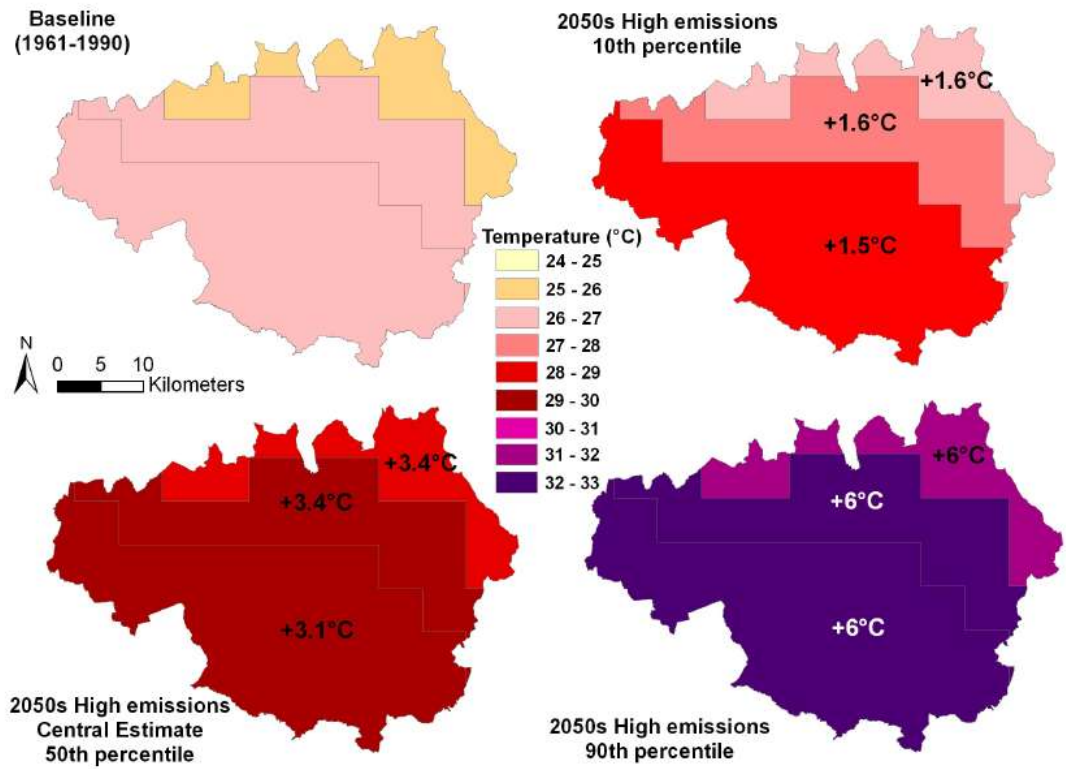 Baseline
(1961-1990)
2050s High emissions
10th percentile
+1.6°C
+1.6°C
+1.5°C
Temperature (°C)
24 - 25
25 - 26
26 - 27
27 - 28
28 - 29
29 - 30
30 - 31
31 - 32
32 - 33
N
0 5 10
Kilometers
+3.4°C
+3.4°C
+3.1°C
2050s High emissions
Central Estimate
50th percentile
+6°C
+6°C
+6°C
2050s High emissions
90th percentile